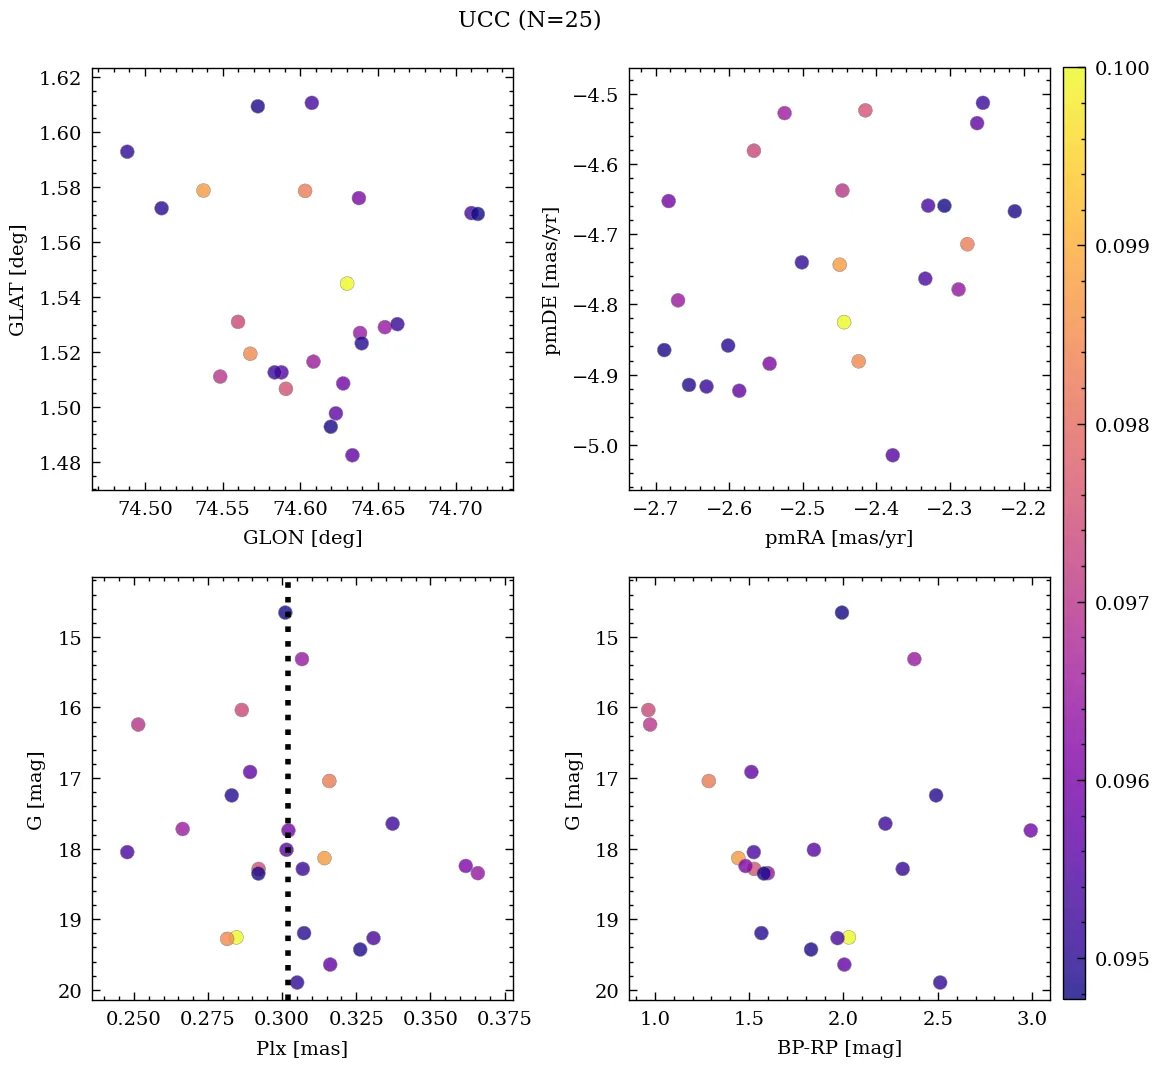 UCC (N=25)
1.62
1.60
1.58
1.56
1.54
1.52
1.50
1.48
GLAT [deg]
74.50 74.55 74.60 74.65 74.70
GLON [deg]
−4.5
−4.6
−4.7
−4.8
−4.9
−5.0
pmDE [mas/yr]
−2.7 −2.6 −2.5 −2.4 −2.3 −2.2
pmRA [mas/yr]
15
16
17
18
19
20
G [mag]
0.250 0.275 0.300 0.325 0.350 0.375
Plx [mas]
15
16
17
18
19
20
G [mag]
1.0 1.5 2.0 2.5 3.0
BP-RP [mag]
0.100
0.099
0.098
0.097
0.096
0.095